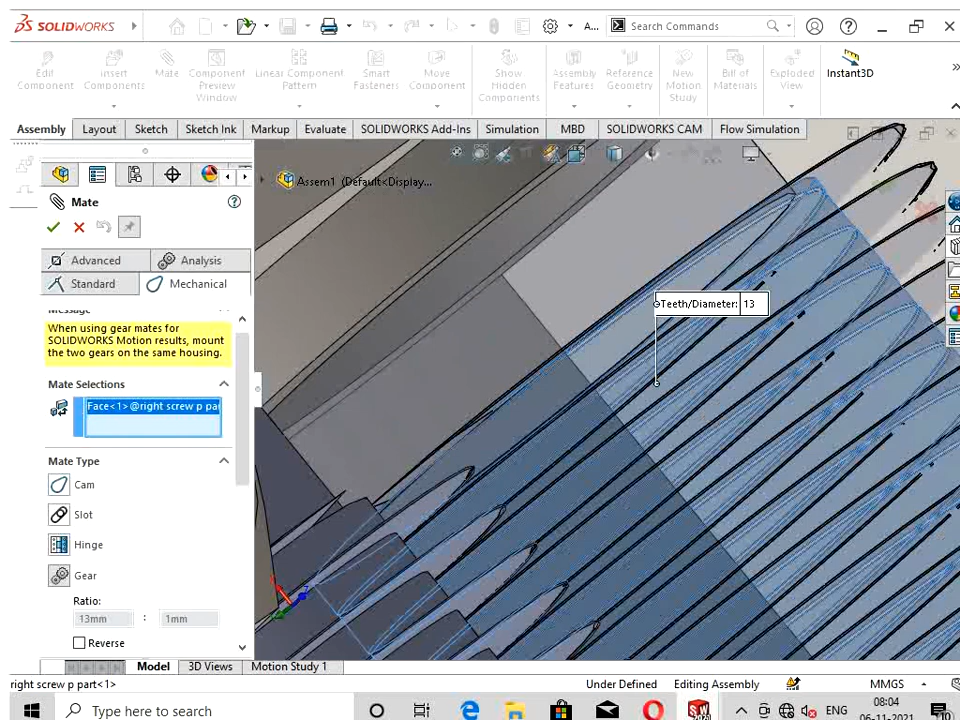 SOLIDWORKS
A...
Search Commands
Edit Component
Insert Components
Mate
Component Preview Window
Linear Component Pattern
Smart Fasteners
Move Component
Show Hidden Components
Assembly Features
Reference Geometry
New Motion Study
Bill of Materials
Exploded View
Instant3D
Assembly Layout Sketch Sketch Ink Markup Evaluate SOLIDWORKS Add-Ins Simulation MBD SOLIDWORKS CAM Flow Simulation
Assem1 (Default<Display...
Mate
Advanced Analysis
Standard Mechanical
Message
When using gear mates for
SOLIDWORKS Motion results, mount
the two gears on the same housing.
Mate Selections
Face<1>@right screw p pa
Teeth/Diameter: 13
Mate Type
Cam
Slot
Hinge
Gear
Ratio:
13mm : 1mm
Reverse
Model 3D Views Motion Study 1
right screw p part<1> Under Defined Editing Assembly MMGS
Type here to search
ENG
08:04
06-11-2021